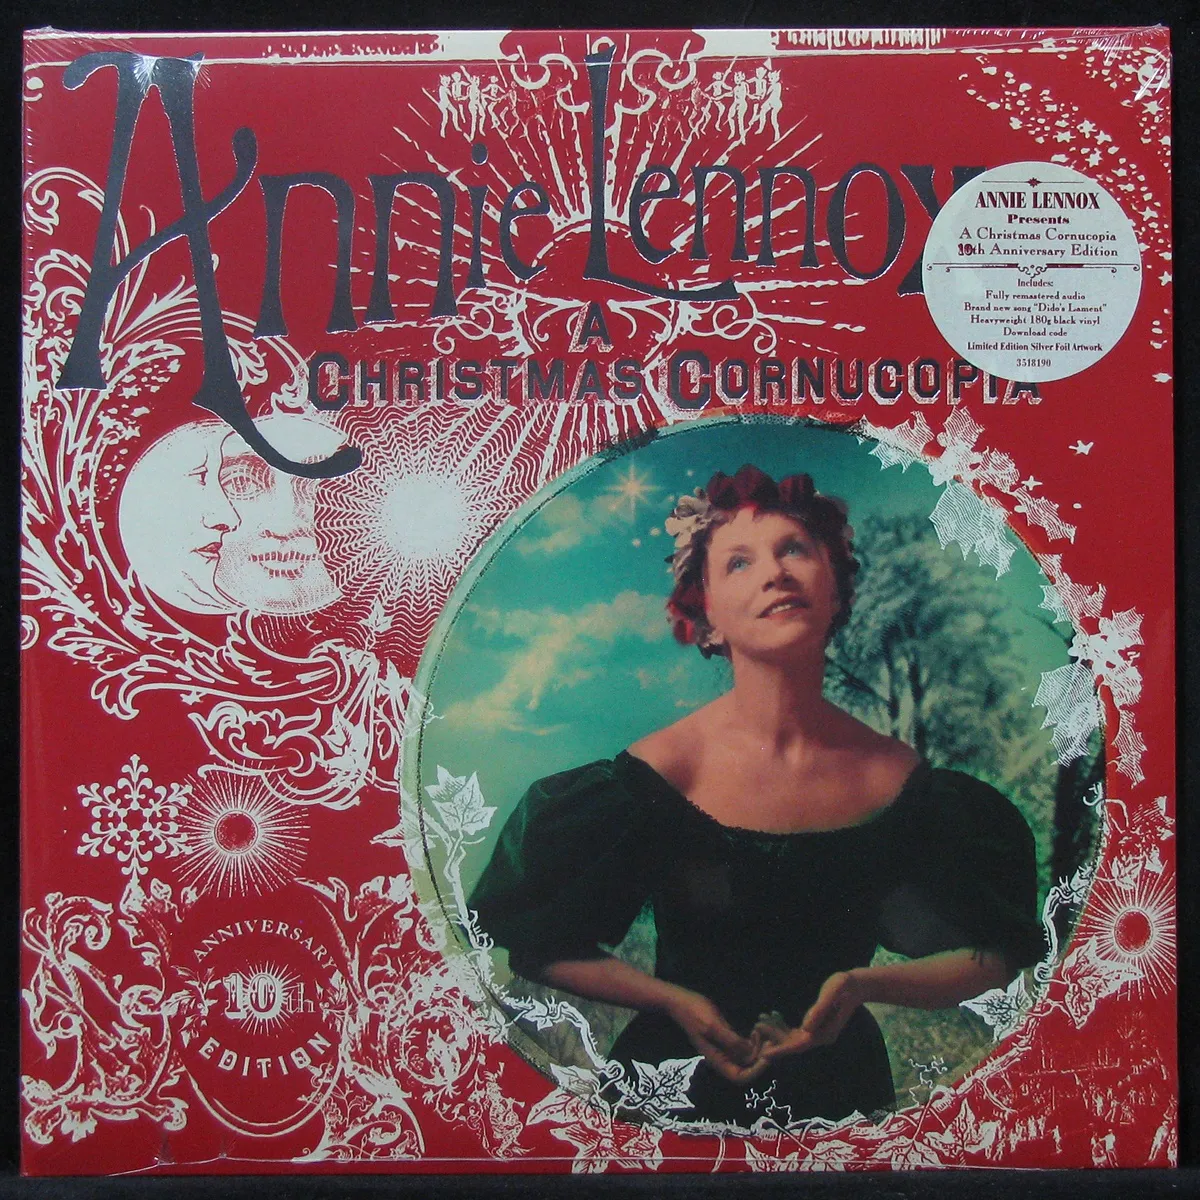 Annie Lennox
A
CHRISTMAS CORNUCOPIA
ANNIE LENNOX
Presents
A Christmas Cornucopia
10th Anniversary Edition
Includes:
Fully remastered audio
Brand new song "Dido's Lament"
Heavyweight 180g black vinyl
Download code
Limited Edition Silver Foil Artwork
3518190
ANNIVERSARY
10th
EDITION